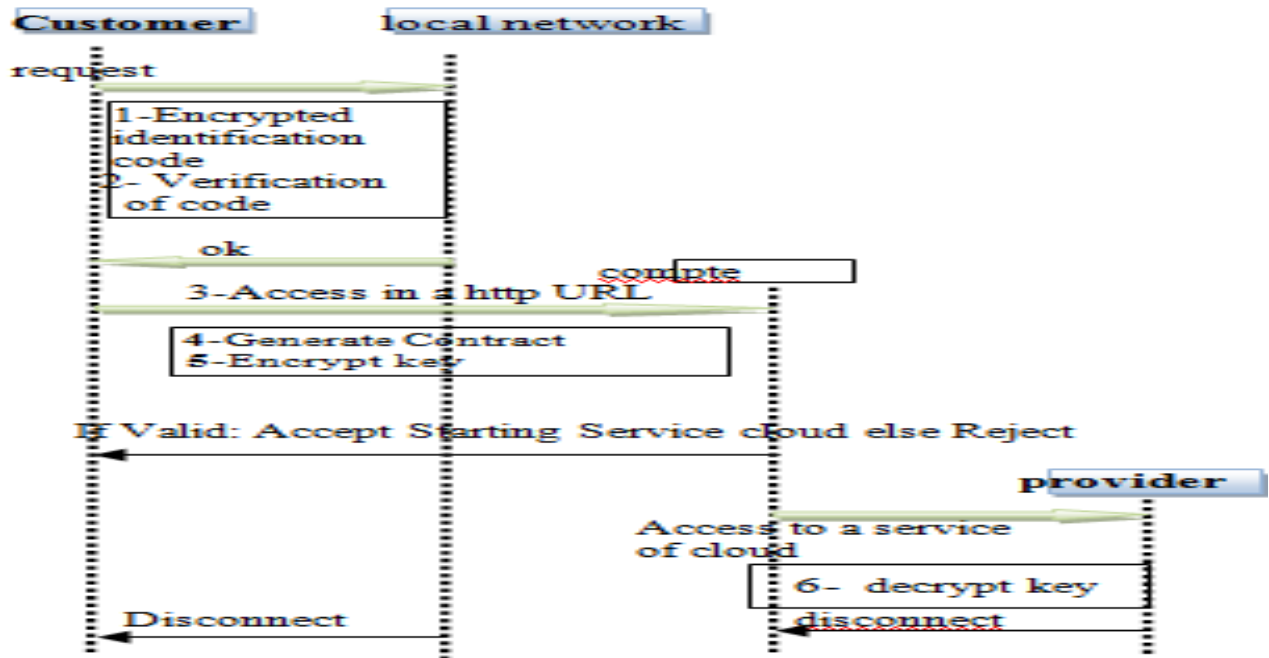 Customer
local network
request
1-Encrypted
identification
code
2- Verification
of code
ok
compte
3-Access in a http URL
4-Generate Contract
5-Encrypt key
If Valid: Accept Starting Service cloud else Reject
provider
Access to a service
of cloud
6- decrypt key
Disconnect
disconnect